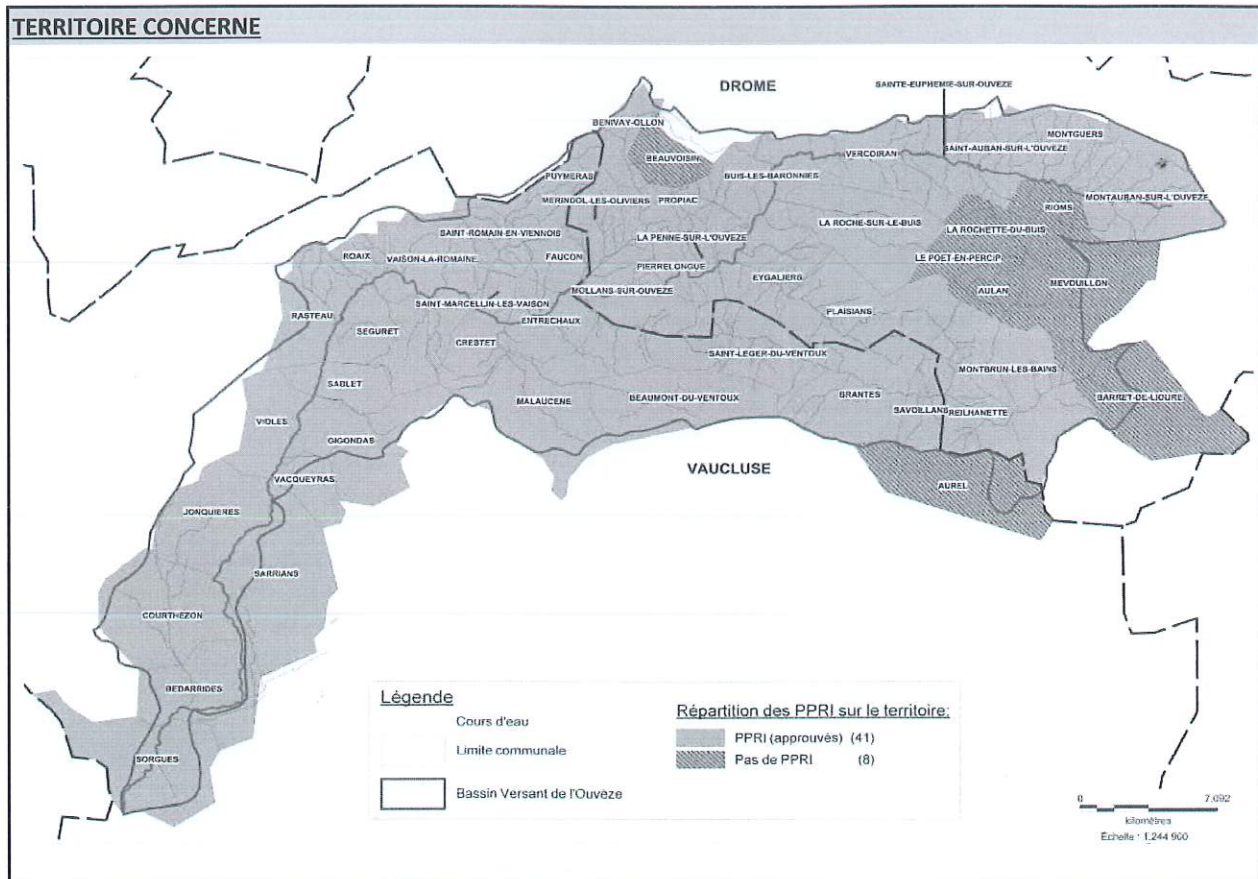 TERRITOIRE CONCERNE
DROME
SAINTE-EUPHEMIE-SUR-OUVEZE
BENIVAY-OLLON
MONTGUERS
SAINT-AUBAN-SUR-L'OUVEZE
VERCOIRAN
BEAUVOISIN
PUYMERAS
BUIS-LES-BARONNIES
MERINDOL-LES-OLIVIERS
PROPIAC
MONTAUBAN-SUR-L'OUVEZE
RIOMS
LA ROCHE-SUR-LE-BUIS
LA ROCHETTE-DU-BUIS
SAINT-ROMAIN-EN-VIENNOIS
LA PENNE-SUR-L'OUVEZE
ROAIX
VAISON-LA-ROMAINE
FAUCON
LE POET-EN-PERCIP
PIERRELONGUE
EYGALIERS
MEVOUILLON
MOLLANS-SUR-OUVEZE
AULAN
SAINT-MARCELLIN-LES-VAISON
RASTEAU
ENTRECHAUX
PLAISIANS
SEGURET
CRESTET
SAINT-LEGER-DU-VENTOUX
MONTBRUN-LES-BAINS
SABLET
MALAUCENE
BEAUMONT-DU-VENTOUX
BRANTES
BARRET-DE-LIOURE
SAVOILLANS
REILHANETTE
VIOLES
GIGONDAS
VAUCLUSE
VACQUEYRAS
AUREL
JONQUIERES
SARRIANS
COURTHEZON
BEDARRIDES
SORGUES
Légende
Cours d'eau
Limite communale
Bassin Versant de l'Ouvèze
Répartition des PPRI sur le territoire:
PPRI (approuvés) (41)
Pas de PPRI (8)
0 7,092
kilomètres
Échelle : 1:244 900